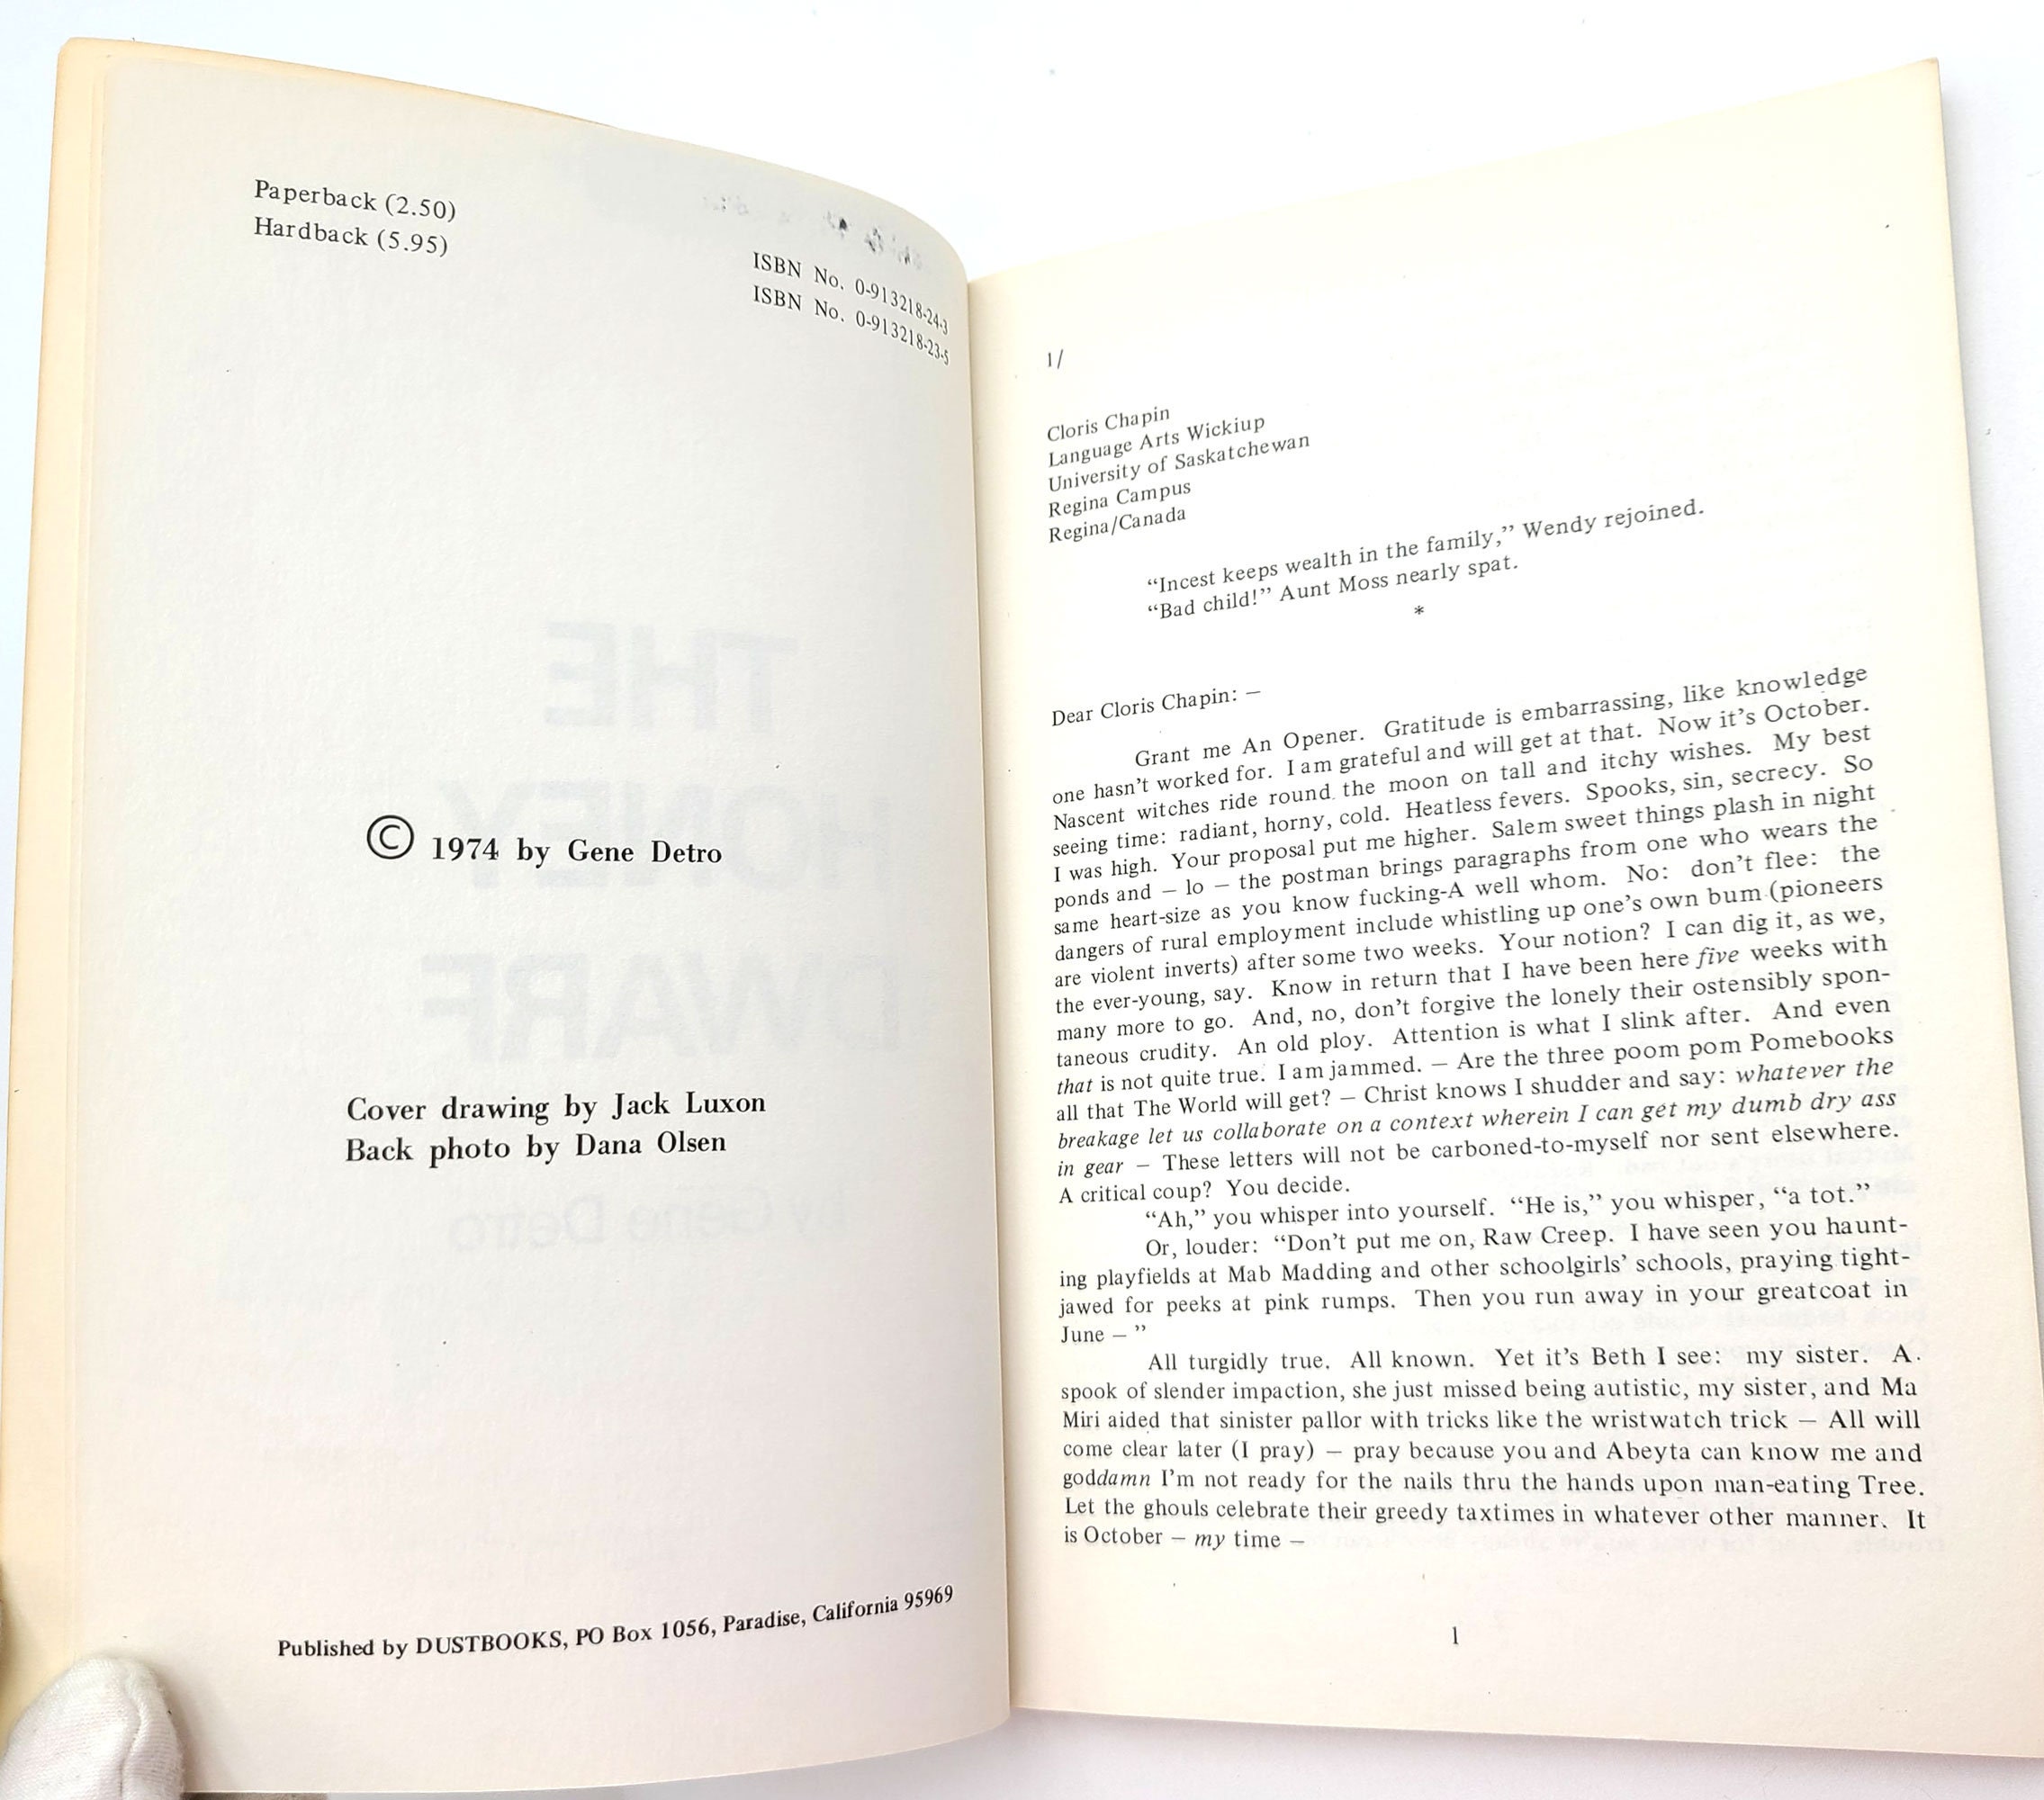 Paperback (2.50)
Hardback (5.95)
ISBN No. 0-913218-24-3
ISBN No. 0-913218-23-5
© 1974 by Gene Detro
Cover drawing by Jack Luxon
Back photo by Dana Olsen
Published by DUSTBOOKS, PO Box 1056, Paradise, California 95969
1/
Cloris Chapin
Language Arts Wickiup
University of Saskatchewan
Regina Campus
Regina/Canada
“Incest keeps wealth in the family,” Wendy rejoined.
“Bad child!” Aunt Moss nearly spat.
*
Dear Cloris Chapin: –
Grant me An Opener. Gratitude is embarrassing, like knowledge
one hasn’t worked for. I am grateful and will get at that. Now it’s October.
Nascent witches ride round the moon on tall and itchy wishes. My best
seeing time: radiant, horny, cold. Heatless fevers. Spooks, sin, secrecy. So
I was high. Your proposal put me higher. Salem sweet things plash in night
ponds and – lo – the postman brings paragraphs from one who wears the
same heart-size as you know fucking-A well whom. No: don’t flee: the
dangers of rural employment include whistling up one’s own bum (pioneers
are violent inverts) after some two weeks. Your notion? I can dig it, as we,
the ever-young, say. Know in return that I have been here five weeks with
many more to go. And, no, don’t forgive the lonely their ostensibly spon-
taneous crudity. An old ploy. Attention is what I slink after. And even
that is not quite true. I am jammed. – Are the three poom pom Pomebooks
all that The World will get? – Christ knows I shudder and say: whatever the
breakage let us collaborate on a context wherein I can get my dumb dry ass
in gear – These letters will not be carboned-to-myself nor sent elsewhere.
A critical coup? You decide.
“Ah,” you whisper into yourself. “He is,” you whisper, “a tot.”
Or, louder: “Don’t put me on, Raw Creep. I have seen you haunt-
ing playfields at Mab Madding and other schoolgirls’ schools, praying tight-
jawed for peeks at pink rumps. Then you run away in your greatcoat in
June – ”
All turgidly true. All known. Yet it’s Beth I see: my sister. A
spook of slender impaction, she just missed being autistic, my sister, and Ma
Miri aided that sinister pallor with tricks like the wristwatch trick – All will
come clear later (I pray) – pray because you and Abeyta can know me and
goddamn I’m not ready for the nails thru the hands upon man-eating Tree.
Let the ghouls celebrate their greedy taxtimes in whatever other manner. It
is October – my time –
1